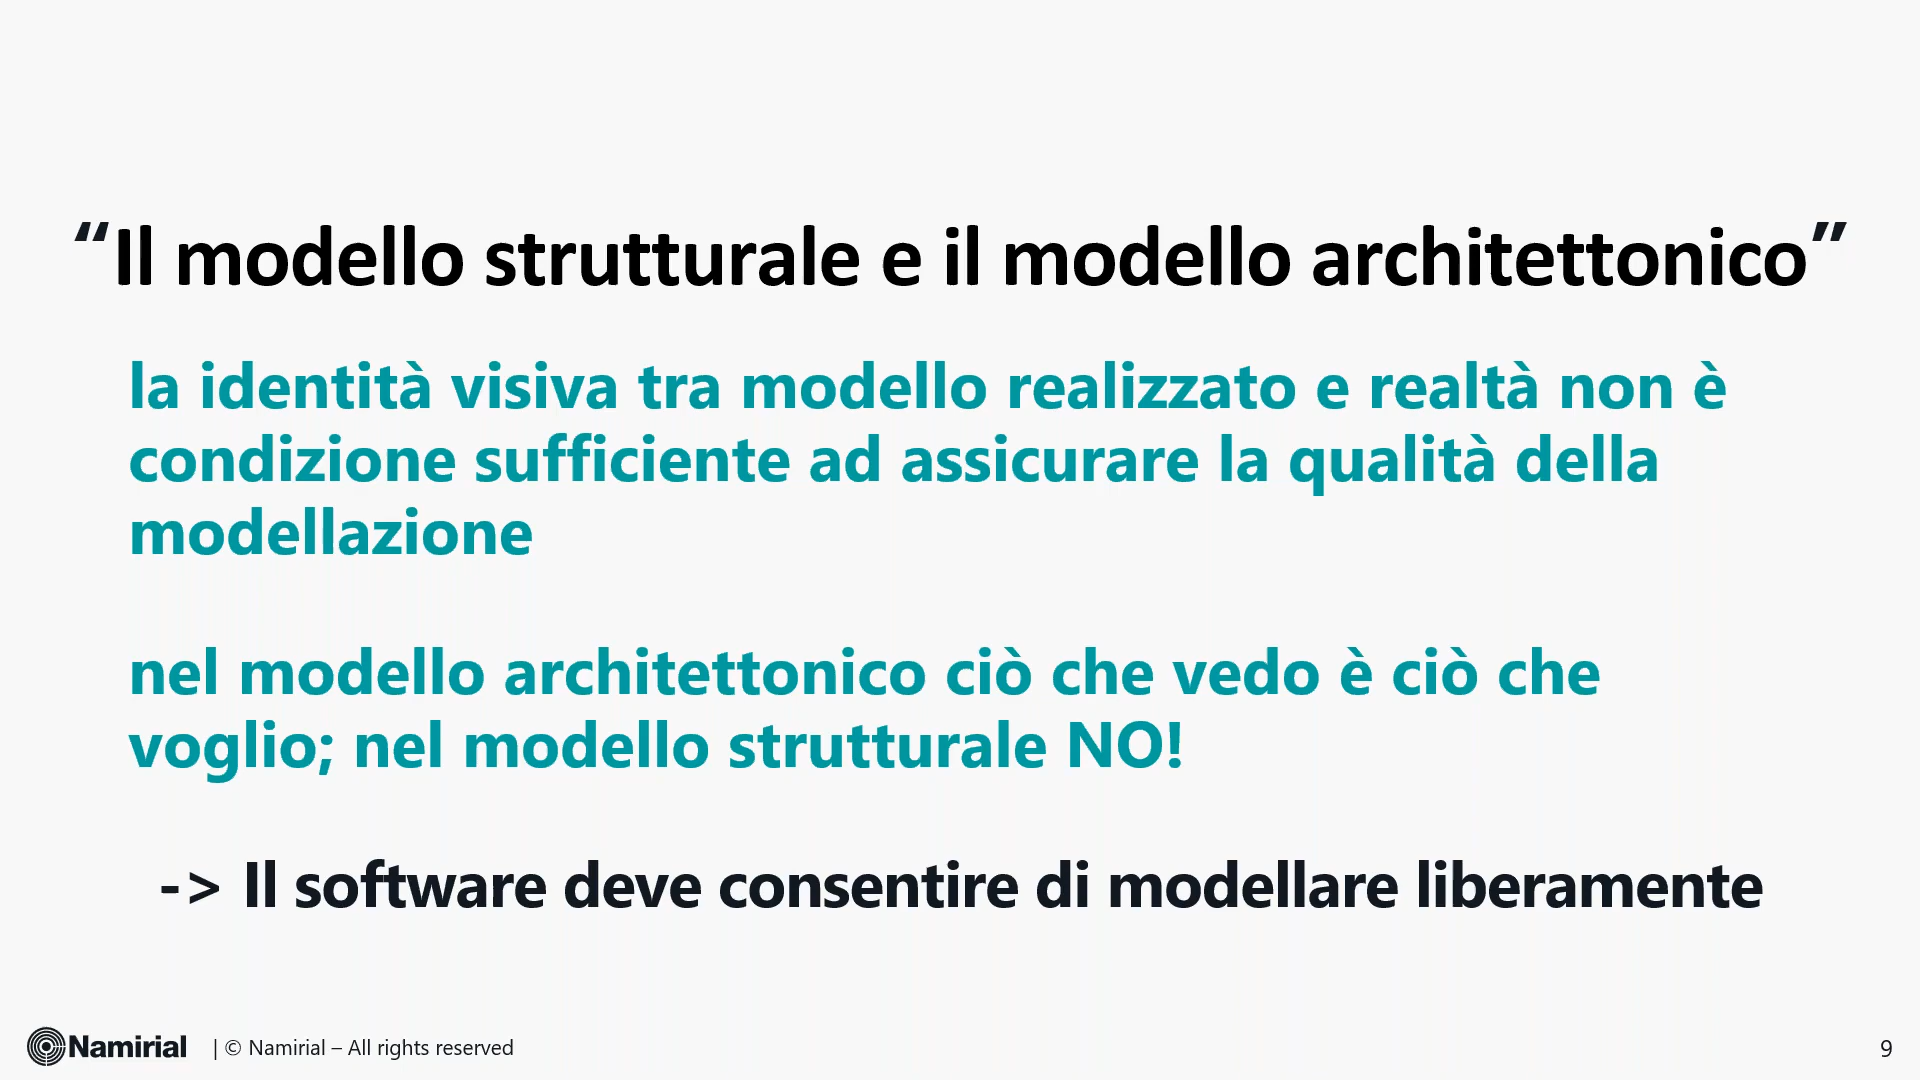 “Il modello strutturale e il modello architettonico”
la identità visiva tra modello realizzato e realtà non è
condizione sufficiente ad assicurare la qualità della
modellazione
nel modello architettonico ciò che vedo è ciò che
voglio; nel modello strutturale NO!
-> Il software deve consentire di modellare liberamente
Namirial | © Namirial – All rights reserved
9